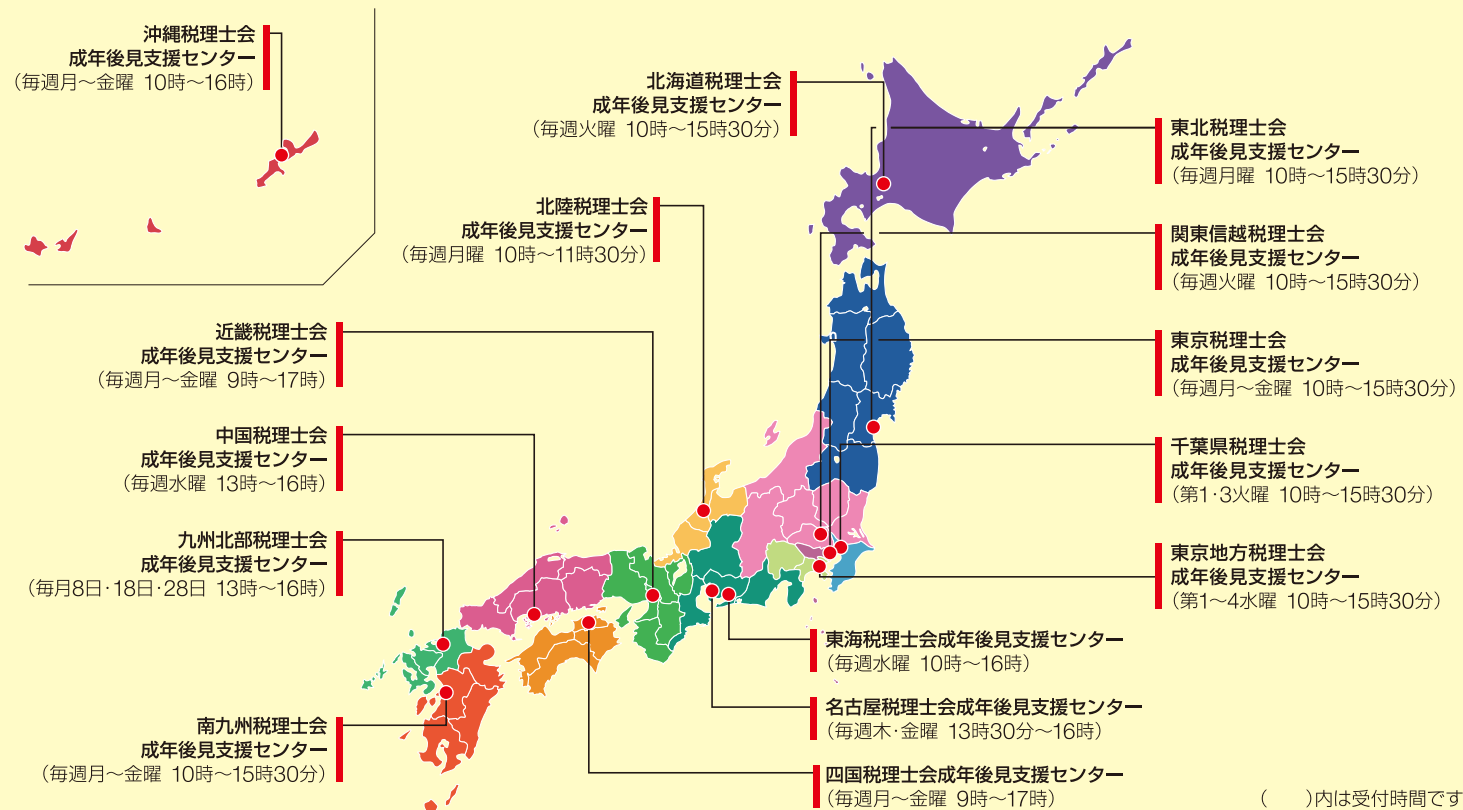 沖縄税理士会
成年後見支援センター
(毎週月～金曜 10時～16時)
北海道税理士会
成年後見支援センター
(毎週火曜 10時～15時30分)
東北税理士会
成年後見支援センター
(毎週月曜 10時～15時30分)
北陸税理士会
成年後見支援センター
(毎週月曜 10時～11時30分)
関東信越税理士会
成年後見支援センター
(毎週火曜 10時～15時30分)
近畿税理士会
成年後見支援センター
(毎週月～金曜 9時～17時)
東京税理士会
成年後見支援センター
(毎週月～金曜 10時～15時30分)
中国税理士会
成年後見支援センター
(毎週水曜 13時～16時)
千葉県税理士会
成年後見支援センター
(第1・3火曜 10時～15時30分)
九州北部税理士会
成年後見支援センター
(毎月8日・18日・28日 13時～16時)
東京地方税理士会
成年後見支援センター
(第1～4水曜 10時～15時30分)
東海税理士会成年後見支援センター
(毎週水曜 10時～16時)
名古屋税理士会成年後見支援センター
(毎週木・金曜 13時30分～16時)
南九州税理士会
成年後見支援センター
(毎週月～金曜 10時～15時30分)
四国税理士会成年後見支援センター
(毎週月～金曜 9時～17時)
(　　)内は受付時間です